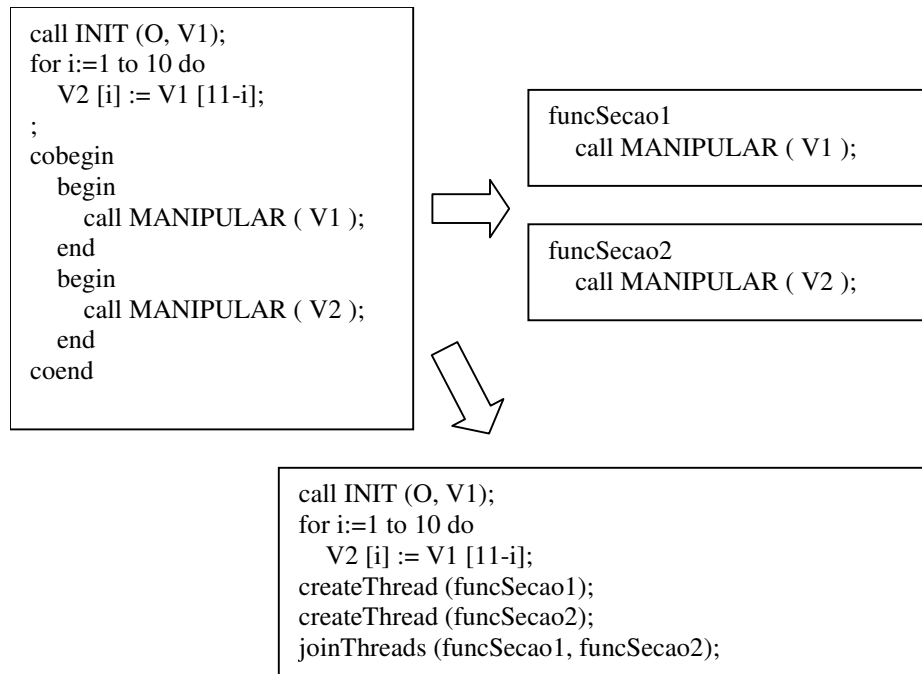 call INIT (O, V1);
for i:=1 to 10 do
V2 [i] := V1 [11-i];
;
cobegin
begin
call MANIPULAR ( V1 );
end
begin
call MANIPULAR ( V2 );
end
coend
funcSecao1
call MANIPULAR ( V1 );
funcSecao2
call MANIPULAR ( V2 );
call INIT (O, V1);
for i:=1 to 10 do
V2 [i] := V1 [11-i];
createThread (funcSecao1);
createThread (funcSecao2);
joinThreads (funcSecao1, funcSecao2);